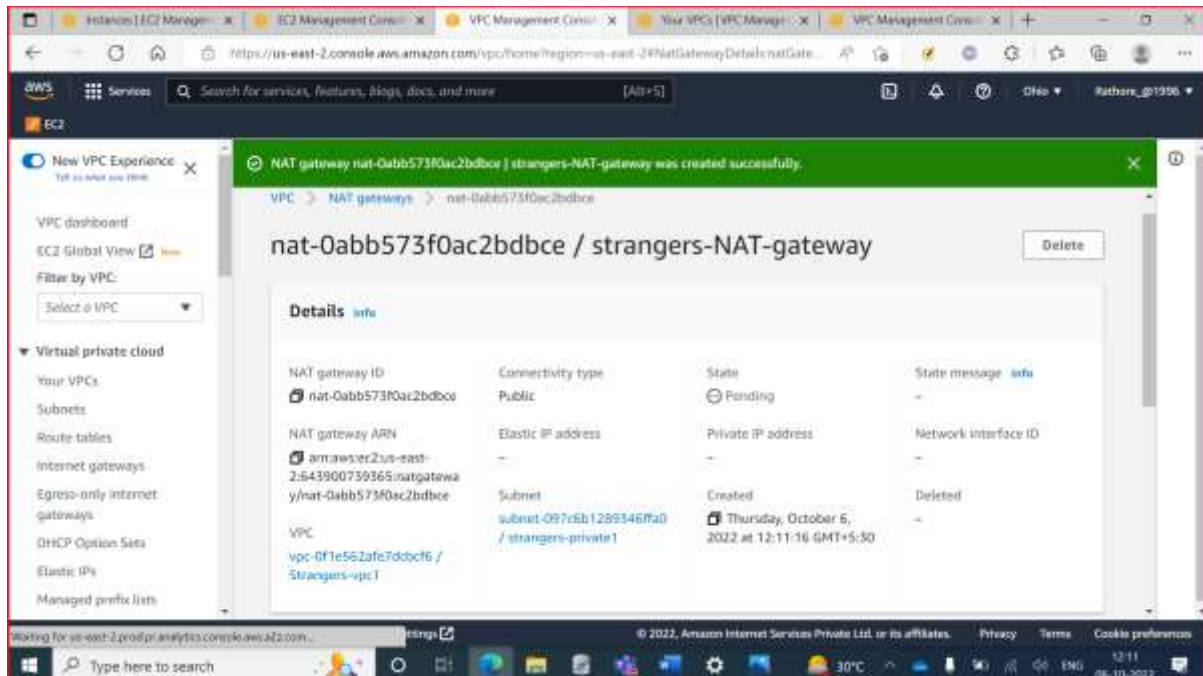 Instances | EC2 Managem
EC2 Management Conso
VPC Management Consol
Your VPCs | VPC Manage
VPC Management Cons
https://us-east-2.console.aws.amazon.com/vpc/home?region=us-east-2#NatGatewayDetails:natGate...
aws
Services
Search for services, features, blogs, docs, and more
[Alt+S]
Ohio
Rathore_@1996
EC2
New VPC Experience
Tell us what you think
NAT gateway nat-0abb573f0ac2bdbce | strangers-NAT-gateway was created successfully.
VPC
NAT gateways
nat-0abb573f0ac2bdbce
VPC dashboard
EC2 Global View New
Filter by VPC:
Select a VPC
Virtual private cloud
Your VPCs
Subnets
Route tables
Internet gateways
Egress-only internet
gateways
DHCP Option Sets
Elastic IPs
Managed prefix lists
nat-0abb573f0ac2bdbce / strangers-NAT-gateway
Delete
Details Info
NAT gateway ID
nat-0abb573f0ac2bdbce
Connectivity type
Public
State
Pending
State message Info
–
NAT gateway ARN
arn:aws:ec2:us-east-
2:643900739365:natgatewa
y/nat-0abb573f0ac2bdbce
Elastic IP address
–
Private IP address
–
Network interface ID
–
VPC
vpc-0f1e562afe7ddbcf6 /
Strangers-vpc1
Subnet
subnet-097c6b1289346ffa0
/ strangers-private1
Created
Thursday, October 6,
2022 at 12:11:16 GMT+5:30
Deleted
–
Waiting for us-east-2.prod.pr.analytics.console.aws.a2z.com...
ttings
© 2022, Amazon Internet Services Private Ltd. or its affiliates.
Privacy
Terms
Cookie preferences
Type here to search
30°C
ENG
12:11
06-10-2022